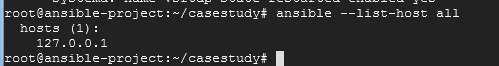 root@ansible-project:~/casestudy# ansible --list-host all
hosts (1):
127.0.0.1
root@ansible-project:~/casestudy#